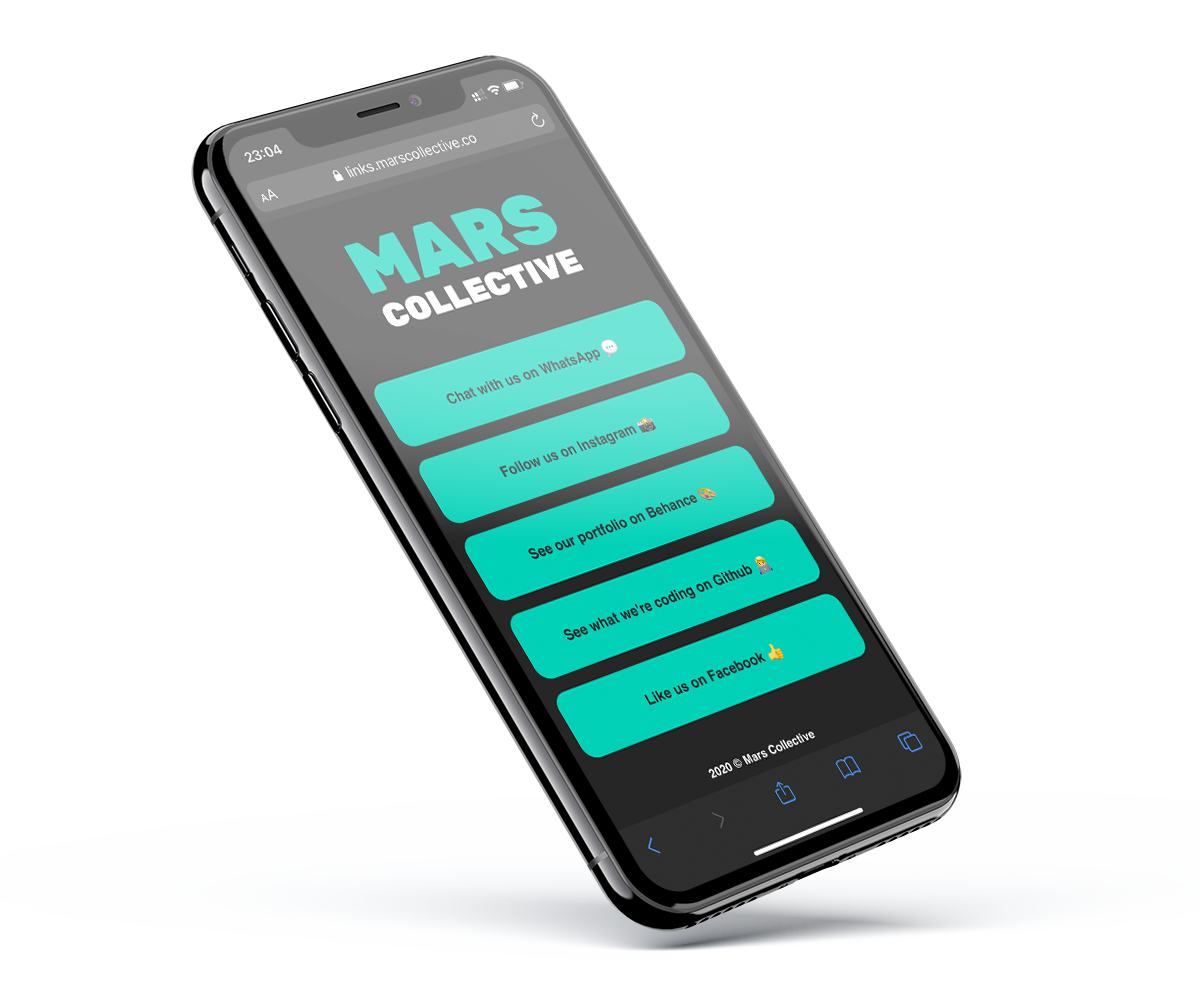 23:04
AA links.marscollective.co
MARS
COLLECTIVE
Chat with us on WhatsApp 💬
Follow us on Instagram 📸
See our portfolio on Behance 🎨
See what we're coding on Github 👨‍💻
Like us on Facebook 👍
2020 © Mars Collective